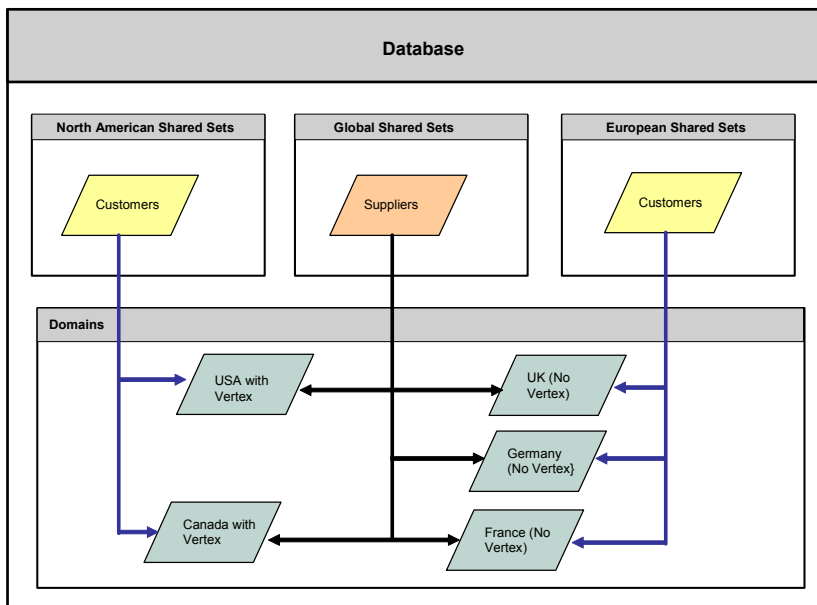 Database
North American Shared Sets
Global Shared Sets
European Shared Sets
Customers
Suppliers
Customers
Domains
USA with
Vertex
UK (No
Vertex)
Germany
(No Vertex}
Canada with
Vertex
France (No
Vertex)